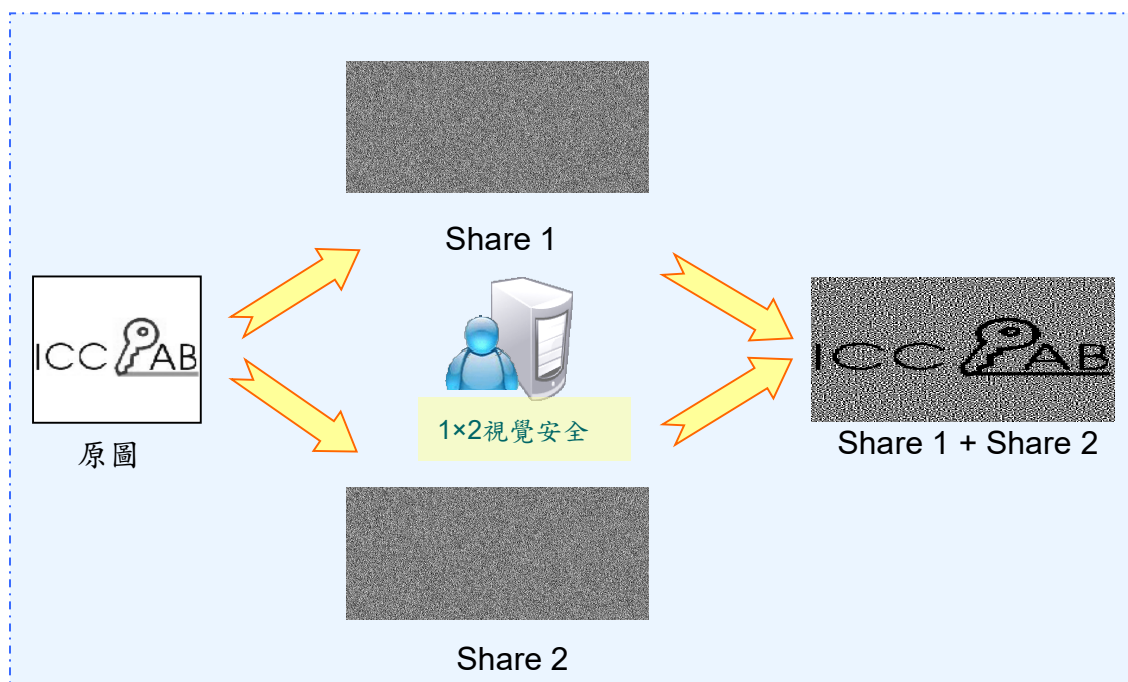 Share 1
ICC AB
原圖
1×2視覺安全
ICC AB
Share 1 + Share 2
Share 2